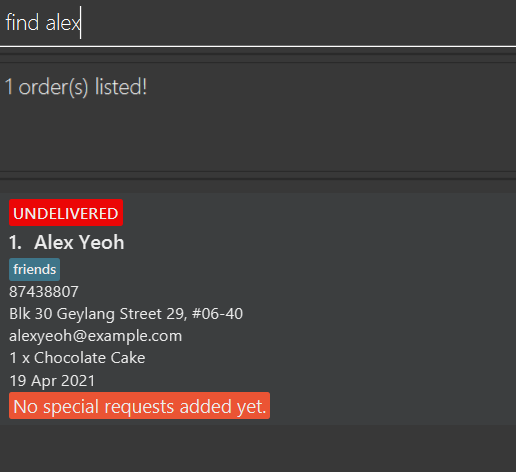 find alex
1 order(s) listed!
UNDELIVERED
1. Alex Yeoh
friends
87438807
Blk 30 Geylang Street 29, #06-40
alexyeoh@example.com
1 x Chocolate Cake
19 Apr 2021
No special requests added yet.